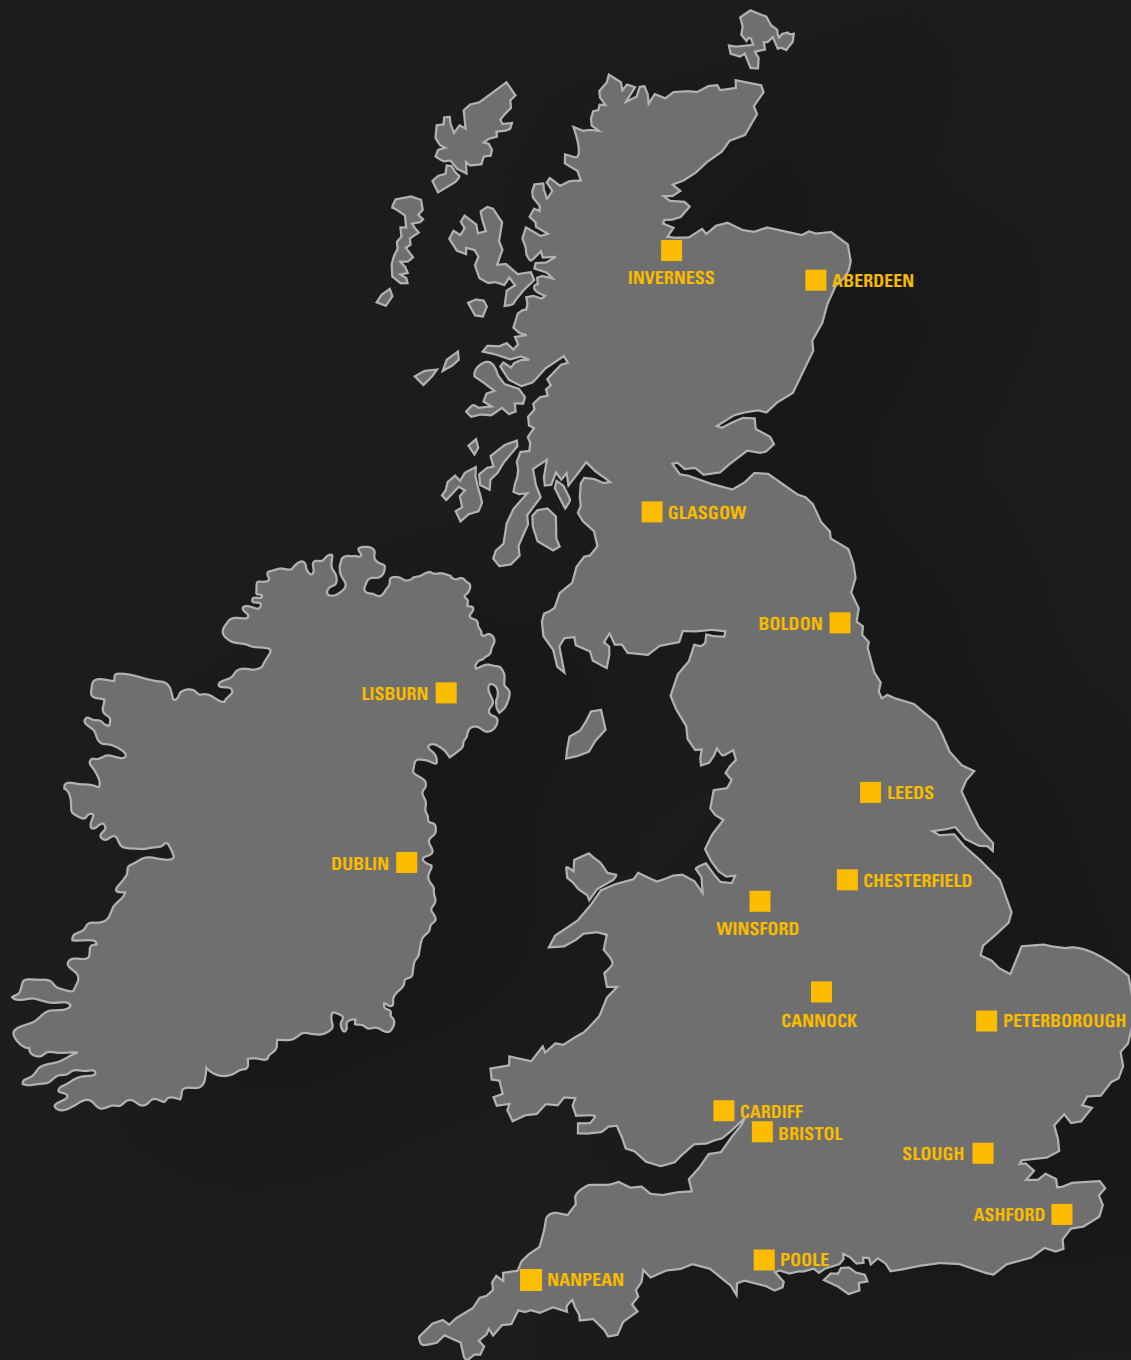 INVERNESS
ABERDEEN
GLASGOW
BOLDON
LISBURN
LEEDS
DUBLIN
CHESTERFIELD
WINSFORD
CANNOCK
PETERBOROUGH
CARDIFF
BRISTOL
SLOUGH
ASHFORD
POOLE
NANPEAN